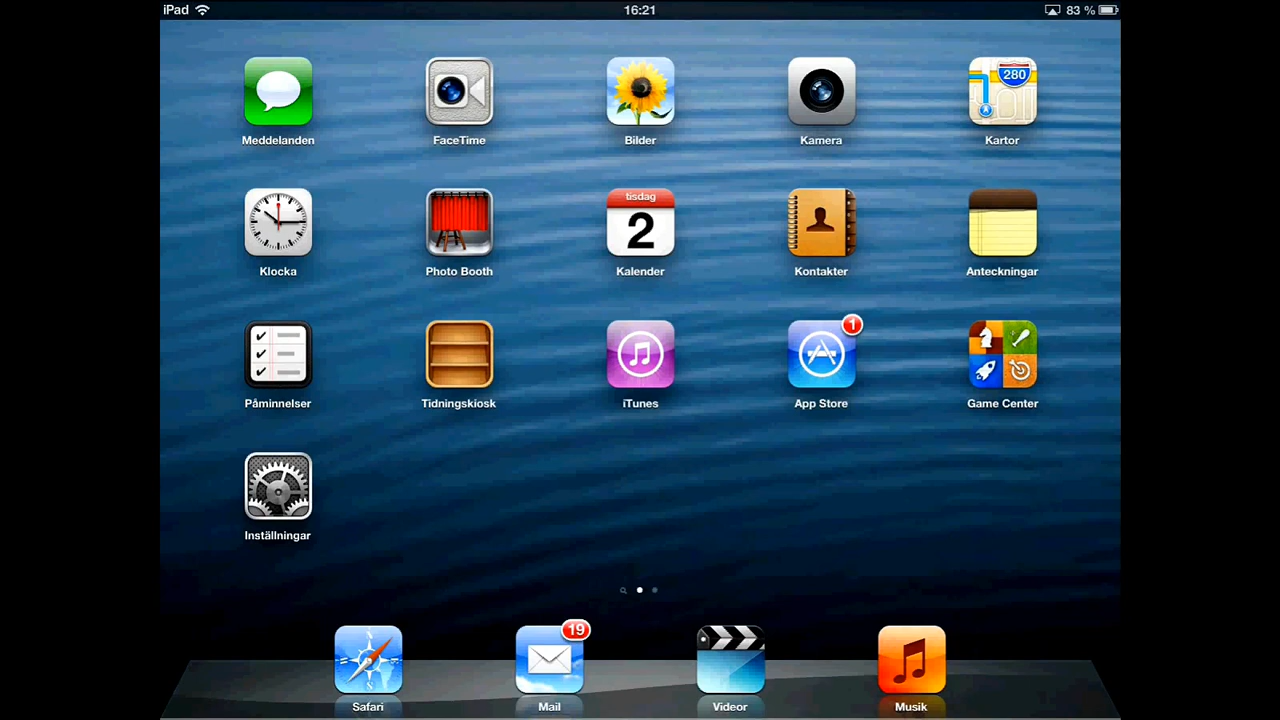 iPad 16:21 83 %
280
Meddelanden FaceTime Bilder Kamera Kartor
tisdag
2
Klocka Photo Booth Kalender Kontakter Anteckningar
1
Påminnelser Tidningskiosk iTunes App Store Game Center
Inställningar
19
Safari Mail Videor Musik